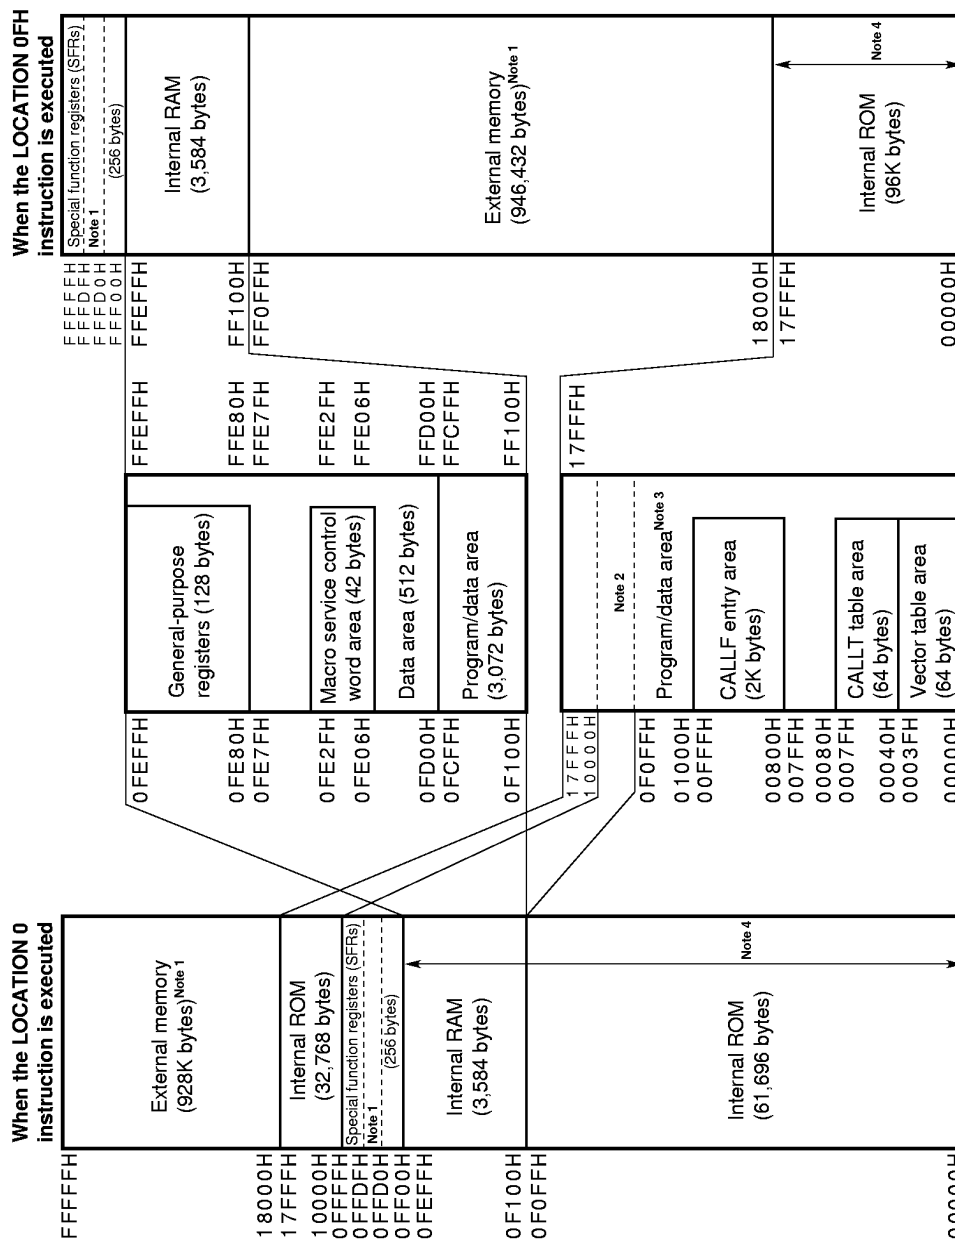 When the LOCATION 0
instruction is executed
FFFFFH
18000H
17FFFH
10000H
0FFFFH
0FFDFH
0FFD0H
0FF00H
0FEFFH
0F100H
0F0FFH
00000H
External memory
(928K bytes)Note 1
Internal ROM
(32,768 bytes)
Special function registers (SFRs)
Note 1
(256 bytes)
Internal RAM
(3,584 bytes)
Note 4
Internal ROM
(61,696 bytes)
0FEFFH
0FE80H
0FE7FH
0FE2FH
0FE06H
0FD00H
0FCFFH
0F100H
General-purpose
registers (128 bytes)
Macro service control
word area (42 bytes)
Data area (512 bytes)
Program/data area
(3,072 bytes)
FFEFFH
FFE80H
FFE7FH
FFE2FH
FFE06H
FFD00H
FFCFFH
FF100H
17FFFH
10000H
0F0FFH
01000H
00FFFH
00800H
007FFH
00080H
0007FH
00040H
0003FH
00000H
Note 2
Program/data areaNote 3
CALLF entry area
(2K bytes)
CALLT table area
(64 bytes)
Vector table area
(64 bytes)
17FFFH
When the LOCATION 0FH
instruction is executed
FFFFFH
FFFDFH
FFFD0H
FFF00H
FFEFFH
FF100H
FF0FFH
18000H
17FFFH
00000H
Special function registers (SFRs)
Note 1
(256 bytes)
Internal RAM
(3,584 bytes)
External memory
(946,432 bytes)Note 1
Note 4
Internal ROM
(96K bytes)